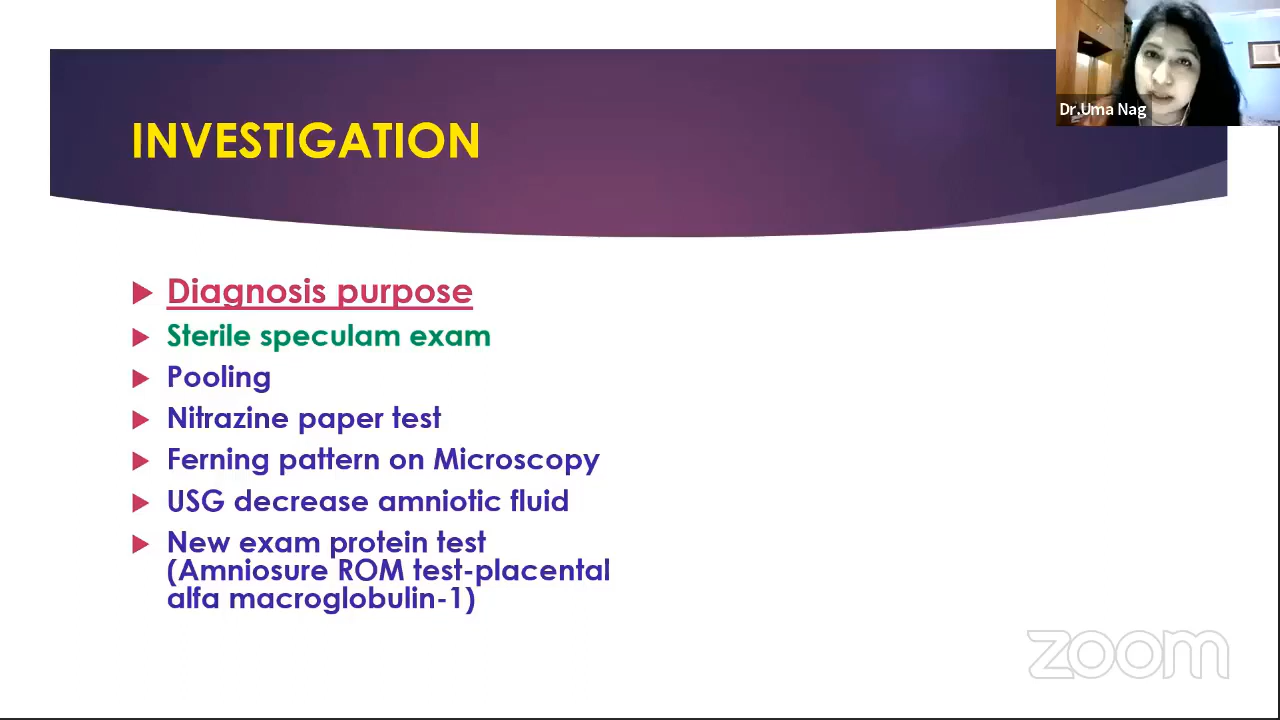 Dr.Uma Nag
INVESTIGATION
Diagnosis purpose
Sterile speculam exam
Pooling
Nitrazine paper test
Ferning pattern on Microscopy
USG decrease amniotic fluid
New exam protein test
(Amniosure ROM test-placental
alfa macroglobulin-1)
zoom